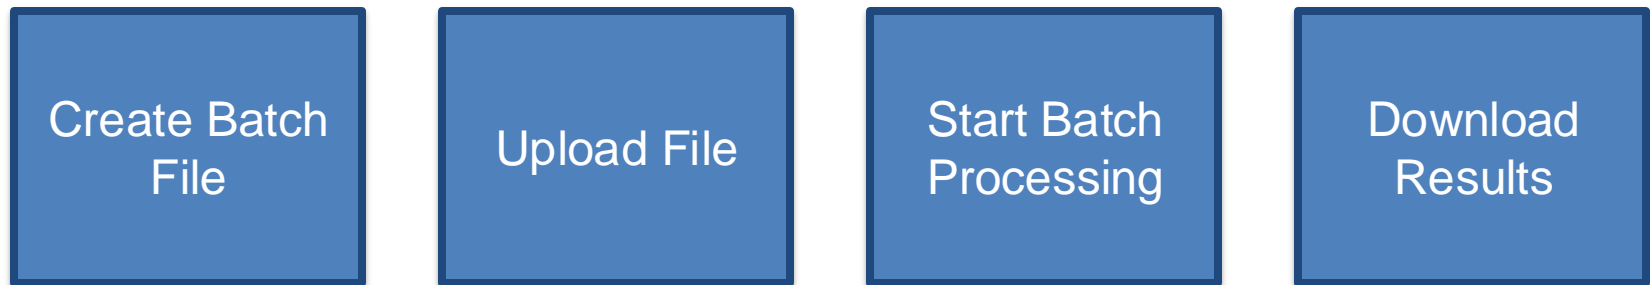 Create Batch
File
Upload File
Start Batch
Processing
Download
Results